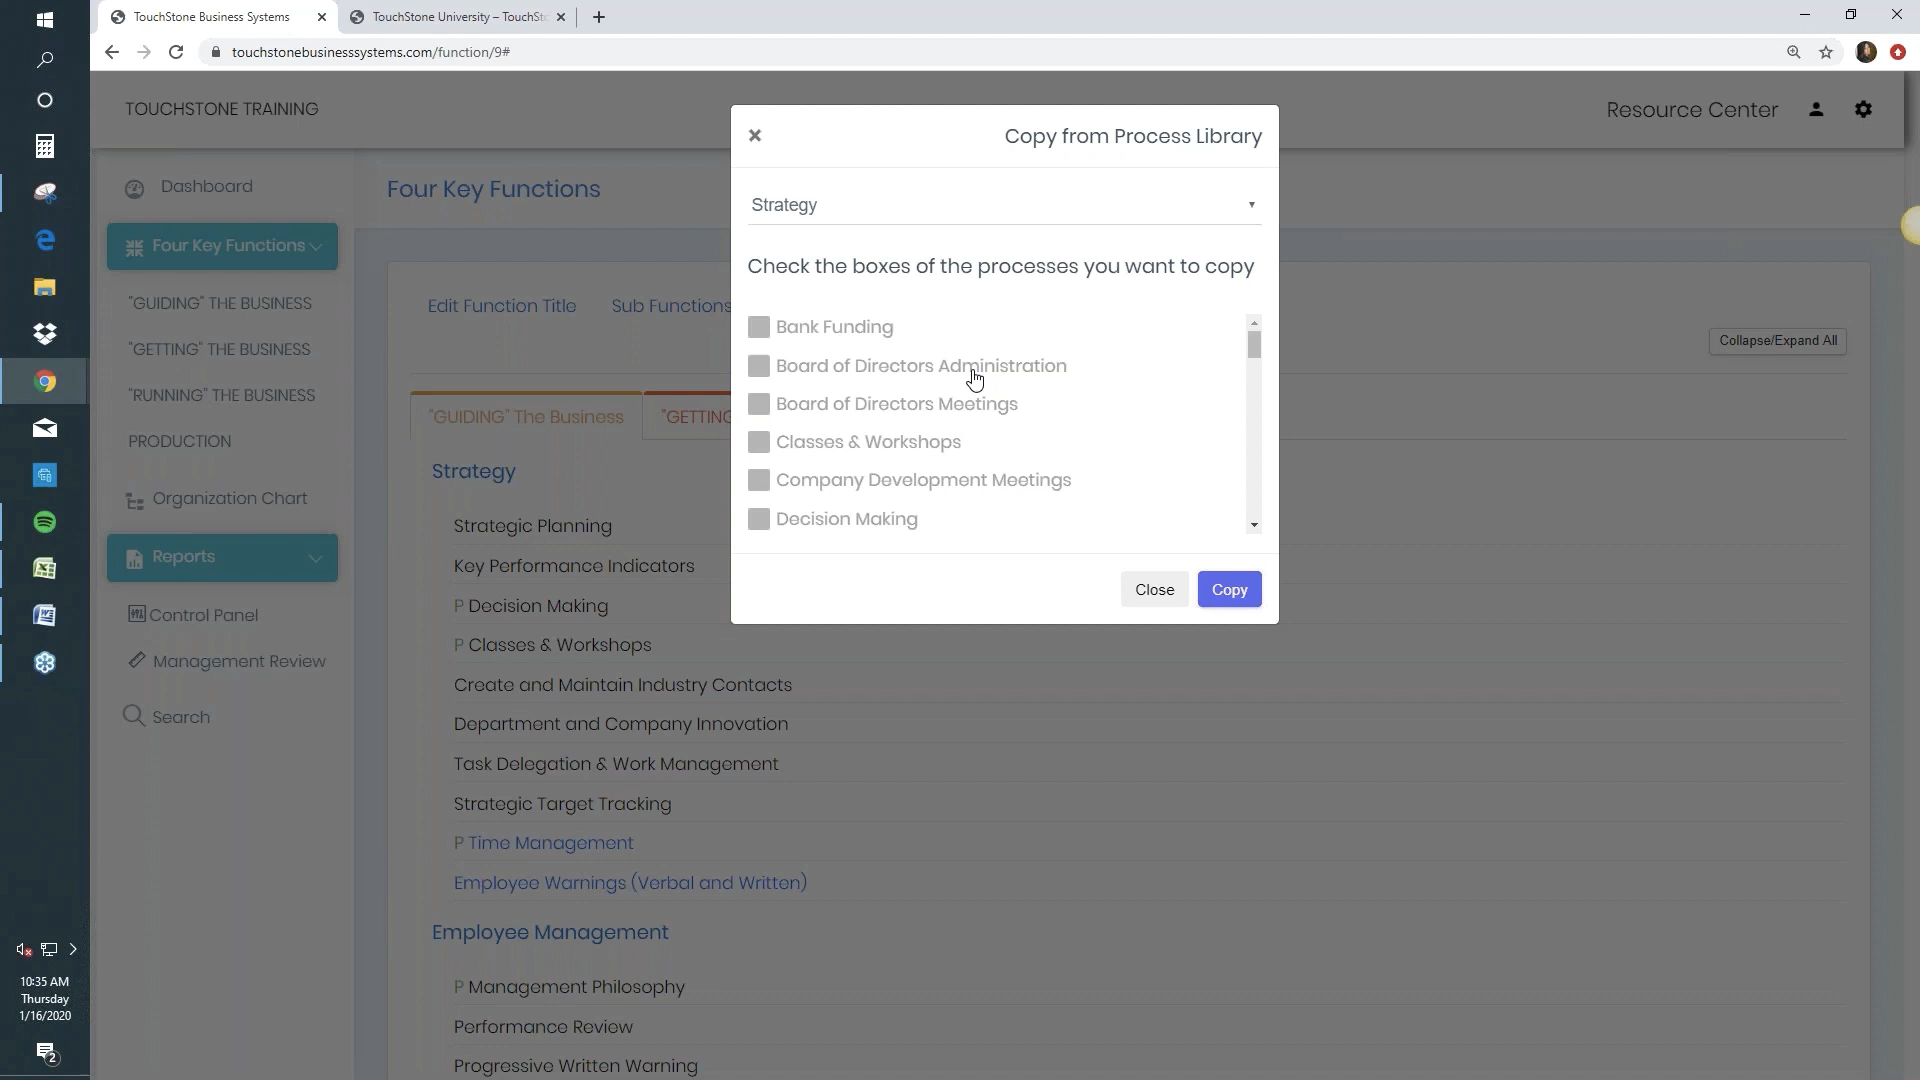 TouchStone Business Systems
TouchStone University – TouchSto
touchstonebusinesssystems.com/function/9#
TOUCHSTONE TRAINING
Resource Center
Dashboard
Four Key Functions
"GUIDING" THE BUSINESS
"GETTING" THE BUSINESS
"RUNNING" THE BUSINESS
PRODUCTION
Organization Chart
Reports
Control Panel
Management Review
Search
Four Key Functions
Edit Function Title
Sub Functions
Collapse/Expand All
"GUIDING" The Business
"GETTING
Strategy
Strategic Planning
Key Performance Indicators
P Decision Making
P Classes & Workshops
Create and Maintain Industry Contacts
Department and Company Innovation
Task Delegation & Work Management
Strategic Target Tracking
P Time Management
Employee Warnings (Verbal and Written)
Employee Management
P Management Philosophy
Performance Review
Progressive Written Warning
Copy from Process Library
Strategy
Check the boxes of the processes you want to copy
Bank Funding
Board of Directors Administration
Board of Directors Meetings
Classes & Workshops
Company Development Meetings
Decision Making
Close
Copy
10:35 AM
Thursday
1/16/2020
2